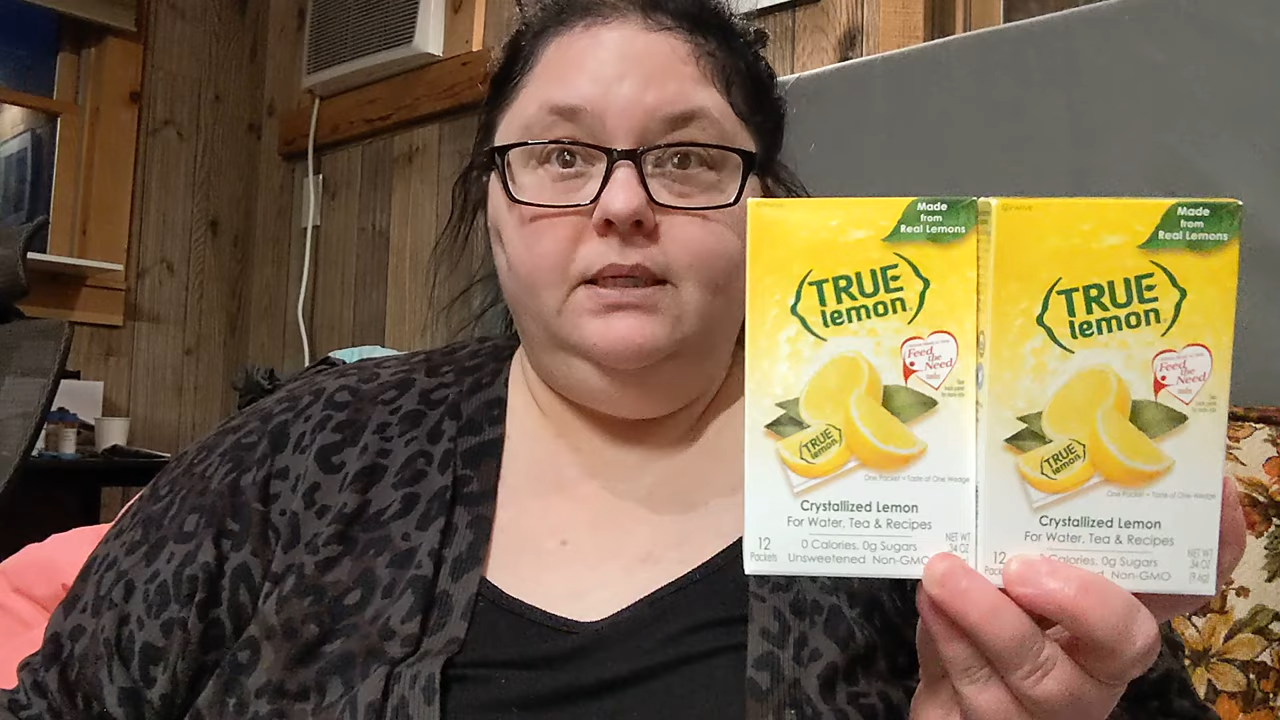 Made
from
Real Lemons
TRUE
lemon
Feed
the
Need
TRUE
lemon
One Packet • Taste of One Wedge
Crystallized Lemon
For Water, Tea & Recipes
12
Packets
0 Calories, 0g Sugars
Unsweetened Non-GMO
NET WT
.34 OZ
Made
from
Real Lemons
TRUE
lemon
Feed
the
Need
TRUE
lemon
One Packet • Taste of One Wedge
Crystallized Lemon
For Water, Tea & Recipes
12
Calories, 0g Sugars
Non-GMO
NET WT
.34 OZ
(9.6g)